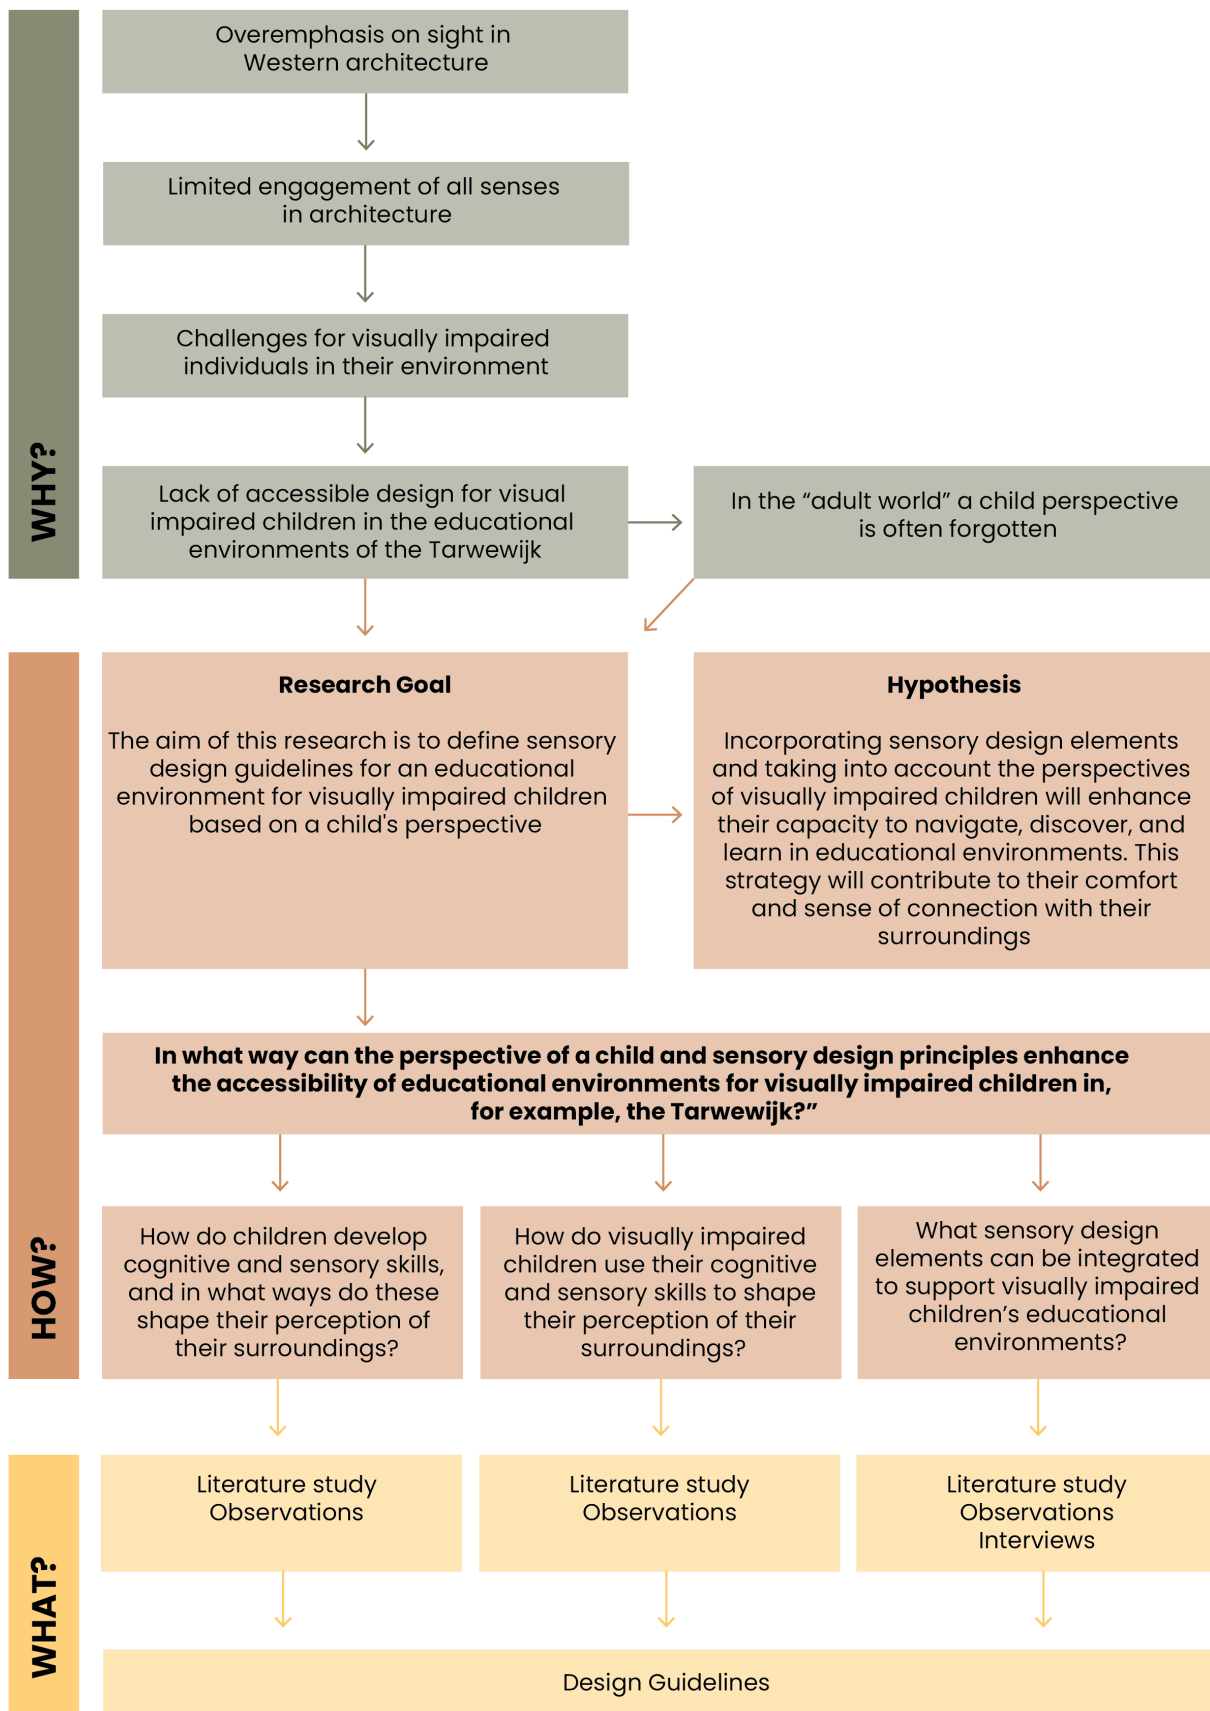 WHY?
Overemphasis on sight in
Western architecture
Limited engagement of all senses
in architecture
Challenges for visually impaired
individuals in their environment
Lack of accessible design for visual
impaired children in the educational
environments of the Tarwewijk
In the “adult world” a child perspective
is often forgotten
HOW?
Research Goal
The aim of this research is to define sensory
design guidelines for an educational
environment for visually impaired children
based on a child's perspective
Hypothesis
Incorporating sensory design elements
and taking into account the perspectives
of visually impaired children will enhance
their capacity to navigate, discover, and
learn in educational environments. This
strategy will contribute to their comfort
and sense of connection with their
surroundings
In what way can the perspective of a child and sensory design principles enhance
the accessibility of educational environments for visually impaired children in,
for example, the Tarwewijk?”
How do children develop
cognitive and sensory skills,
and in what ways do these
shape their perception of
their surroundings?
How do visually impaired
children use their cognitive
and sensory skills to shape
their perception of their
surroundings?
What sensory design
elements can be integrated
to support visually impaired
children’s educational
environments?
WHAT?
Literature study
Observations
Literature study
Observations
Literature study
Observations
Interviews
Design Guidelines